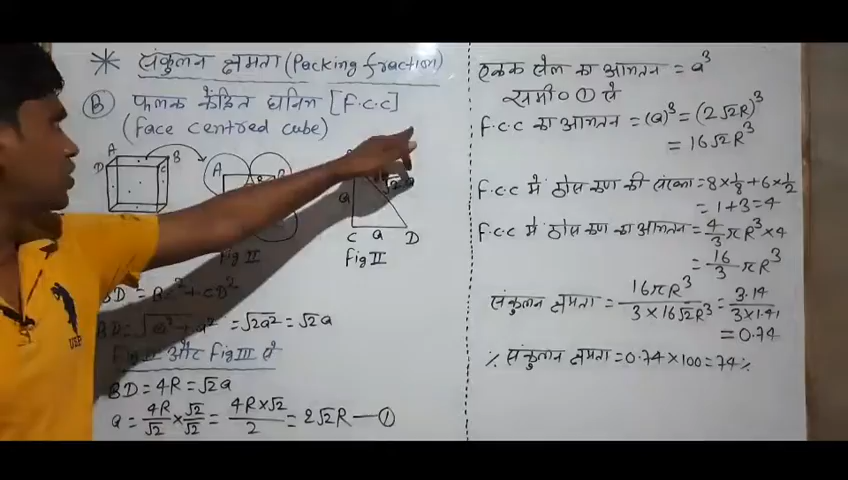 * संकुलन क्षमता (Packing fraction)
B फलक केंद्रित घनिय [F.C.C]
(Face centred cube)
A B
D C
A B
C a D
Fig II
Fig II
BD² = BC² + CD²
BD = √a² + a² = √2a² = √2a
Fig II और Fig III से
BD = 4R = √2a
a = 4R/√2 × √2/√2 = 4R×√2/2 = 2√2R — ①
एकक सेल का आयतन = a³
समी० ① से
F.C.C का आयतन = (a)³ = (2√2R)³
= 16√2R³
F.C.C में ठोस कण की संख्या = 8×1/8 + 6×1/2
= 1+3 = 4
F.C.C में ठोस कण का आयतन = 4/3πR³×4
= 16/3 πR³
संकुलन क्षमता = 16πR³/3×16√2R³ = 3.14/3×1.41
= 0.74
% संकुलन क्षमता = 0.74×100 = 74%